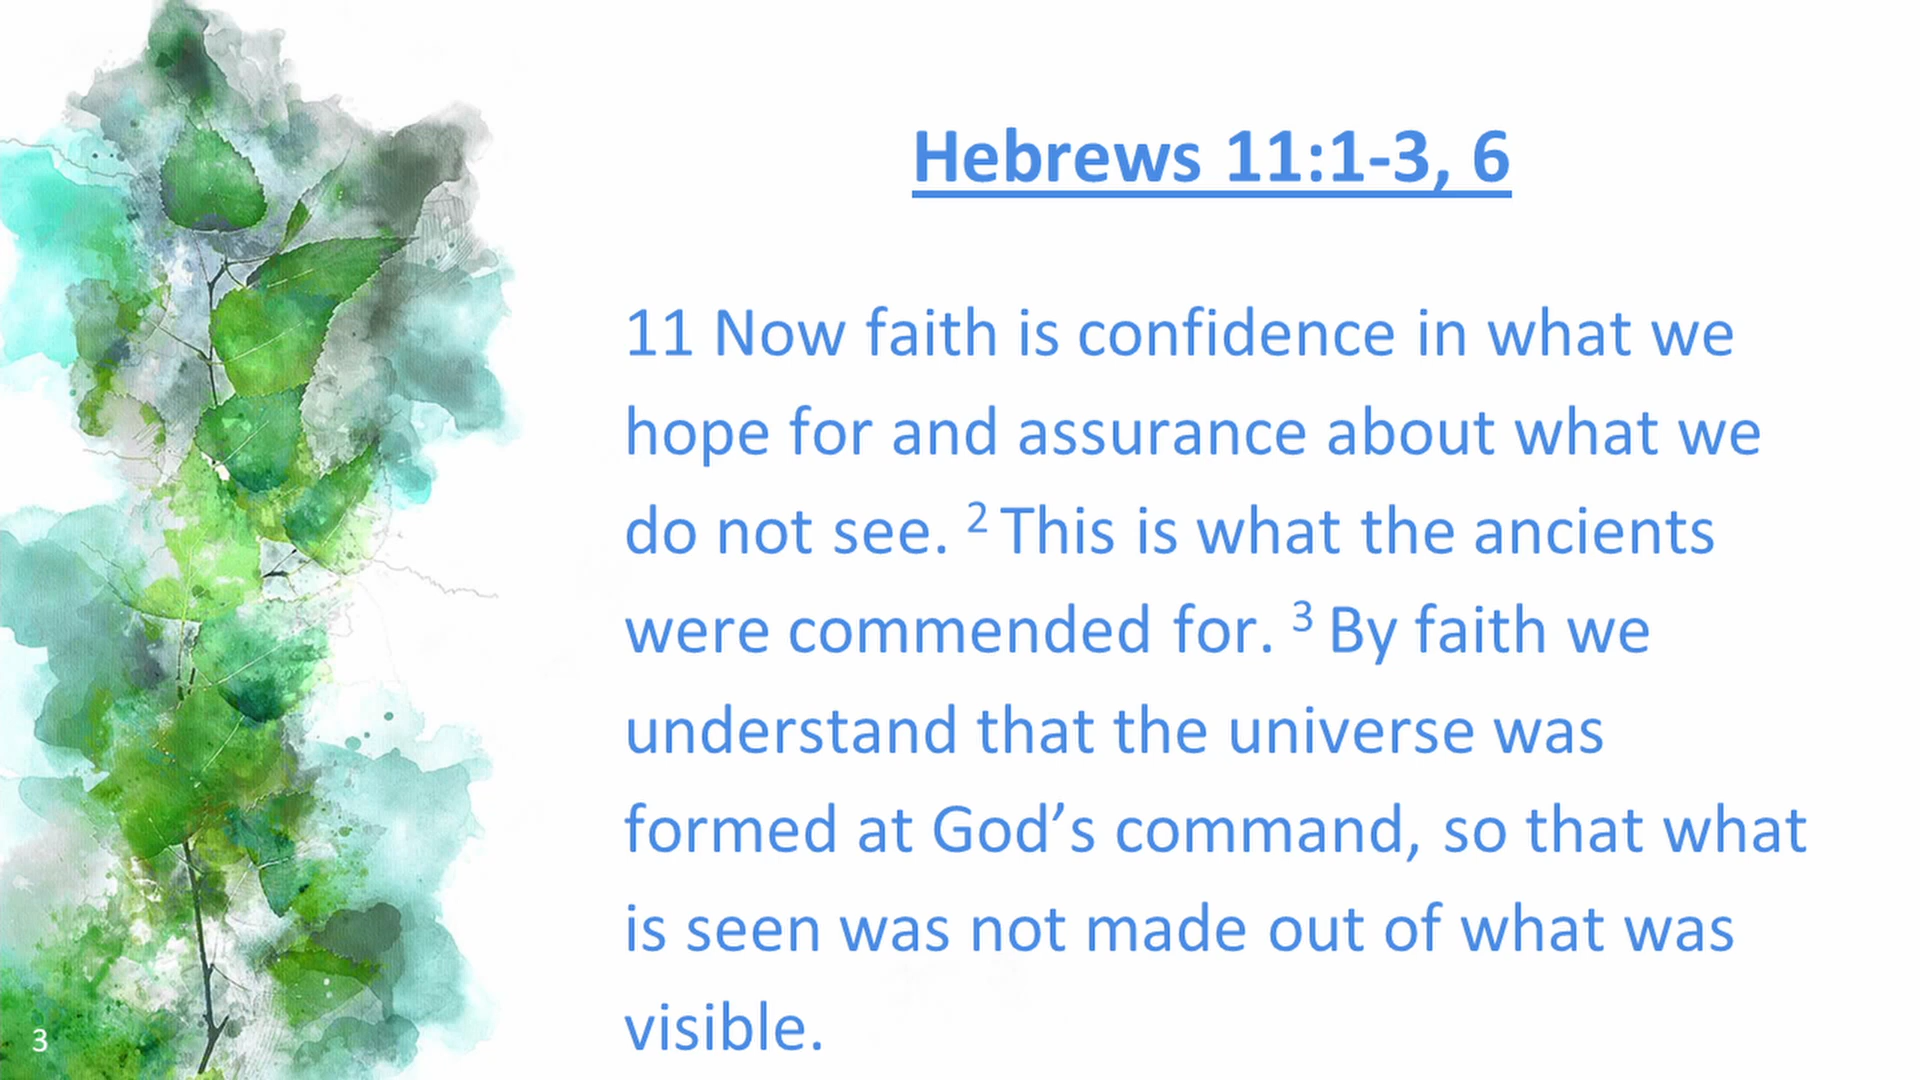 Hebrews 11:1-3, 6
11 Now faith is confidence in what we
hope for and assurance about what we
do not see. 2 This is what the ancients
were commended for. 3 By faith we
understand that the universe was
formed at God’s command, so that what
is seen was not made out of what was
visible.
3